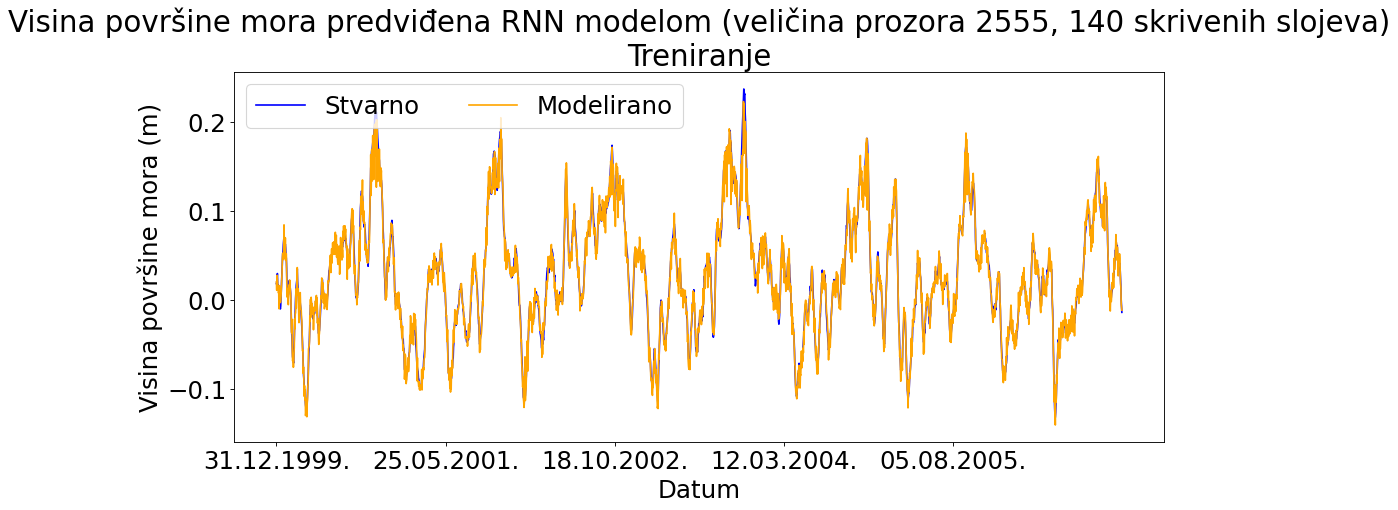 Visina površine mora predviđena RNN modelom (veličina prozora 2555, 140 skrivenih slojeva)
Treniranje
Stvarno Modelirano
Visina površine mora (m)
0.2
0.1
0.0
−0.1
31.12.1999. 25.05.2001. 18.10.2002. 12.03.2004. 05.08.2005.
Datum